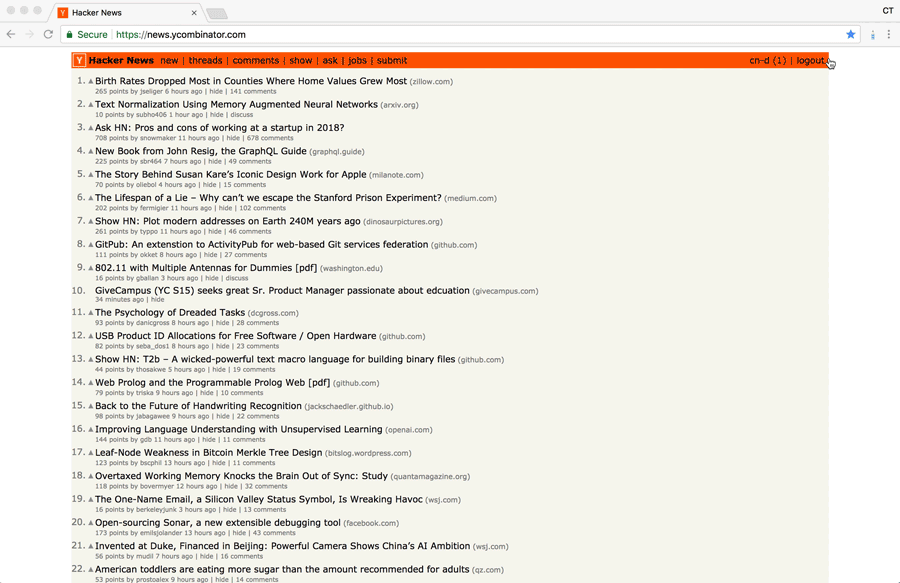 Hacker News
CT
Secure https://news.ycombinator.com
Y Hacker News new | threads | comments | show | ask | jobs | submit cn-d (1) | logout
1. Birth Rates Dropped Most in Counties Where Home Values Grew Most (zillow.com)
265 points by jseliger 6 hours ago | hide | 141 comments
2. Text Normalization Using Memory Augmented Neural Networks (arxiv.org)
10 points by subho406 1 hour ago | hide | discuss
3. Ask HN: Pros and cons of working at a startup in 2018?
708 points by snowmaker 11 hours ago | hide | 678 comments
4. New Book from John Resig, the GraphQL Guide (graphql.guide)
225 points by sbr464 7 hours ago | hide | 49 comments
5. The Story Behind Susan Kare's Iconic Design Work for Apple (milanote.com)
70 points by oliebol 4 hours ago | hide | 15 comments
6. The Lifespan of a Lie – Why can't we escape the Stanford Prison Experiment? (medium.com)
202 points by fermigier 11 hours ago | hide | 102 comments
7. Show HN: Plot modern addresses on Earth 240M years ago (dinosaurpictures.org)
261 points by typpo 11 hours ago | hide | 46 comments
8. GitPub: An extenstion to ActivityPub for web-based Git services federation (github.com)
111 points by okket 8 hours ago | hide | 27 comments
9. 802.11 with Multiple Antennas for Dummies [pdf] (washington.edu)
16 points by gballan 3 hours ago | hide | discuss
10. GiveCampus (YC S15) seeks great Sr. Product Manager passionate about edcuation (givecampus.com)
34 minutes ago | hide
11. The Psychology of Dreaded Tasks (dcgross.com)
93 points by danicgross 8 hours ago | hide | 28 comments
12. USB Product ID Allocations for Free Software / Open Hardware (github.com)
82 points by seba_dos1 8 hours ago | hide | 23 comments
13. Show HN: T2b – A wicked-powerful text macro language for building binary files (github.com)
44 points by thosakwe 5 hours ago | hide | 19 comments
14. Web Prolog and the Programmable Prolog Web [pdf] (github.com)
79 points by triska 9 hours ago | hide | 10 comments
15. Back to the Future of Handwriting Recognition (jackschaedler.github.io)
98 points by jabagawee 9 hours ago | hide | 22 comments
16. Improving Language Understanding with Unsupervised Learning (openai.com)
144 points by gdb 11 hours ago | hide | 11 comments
17. Leaf-Node Weakness in Bitcoin Merkle Tree Design (bitslog.wordpress.com)
123 points by bscphil 13 hours ago | hide | 11 comments
18. Overtaxed Working Memory Knocks the Brain Out of Sync: Study (quantamagazine.org)
118 points by bovermyer 12 hours ago | hide | 32 comments
19. The One-Name Email, a Silicon Valley Status Symbol, Is Wreaking Havoc (wsj.com)
16 points by berkeleyjunk 3 hours ago | hide | 13 comments
20. Open-sourcing Sonar, a new extensible debugging tool (facebook.com)
173 points by emilsjolander 13 hours ago | hide | 43 comments
21. Invented at Duke, Financed in Beijing: Powerful Camera Shows China's AI Ambition (wsj.com)
56 points by mudil 7 hours ago | hide | 16 comments
22. American toddlers are eating more sugar than the amount recommended for adults (qz.com)
53 points by prostoalex 9 hours ago | hide | 14 comments